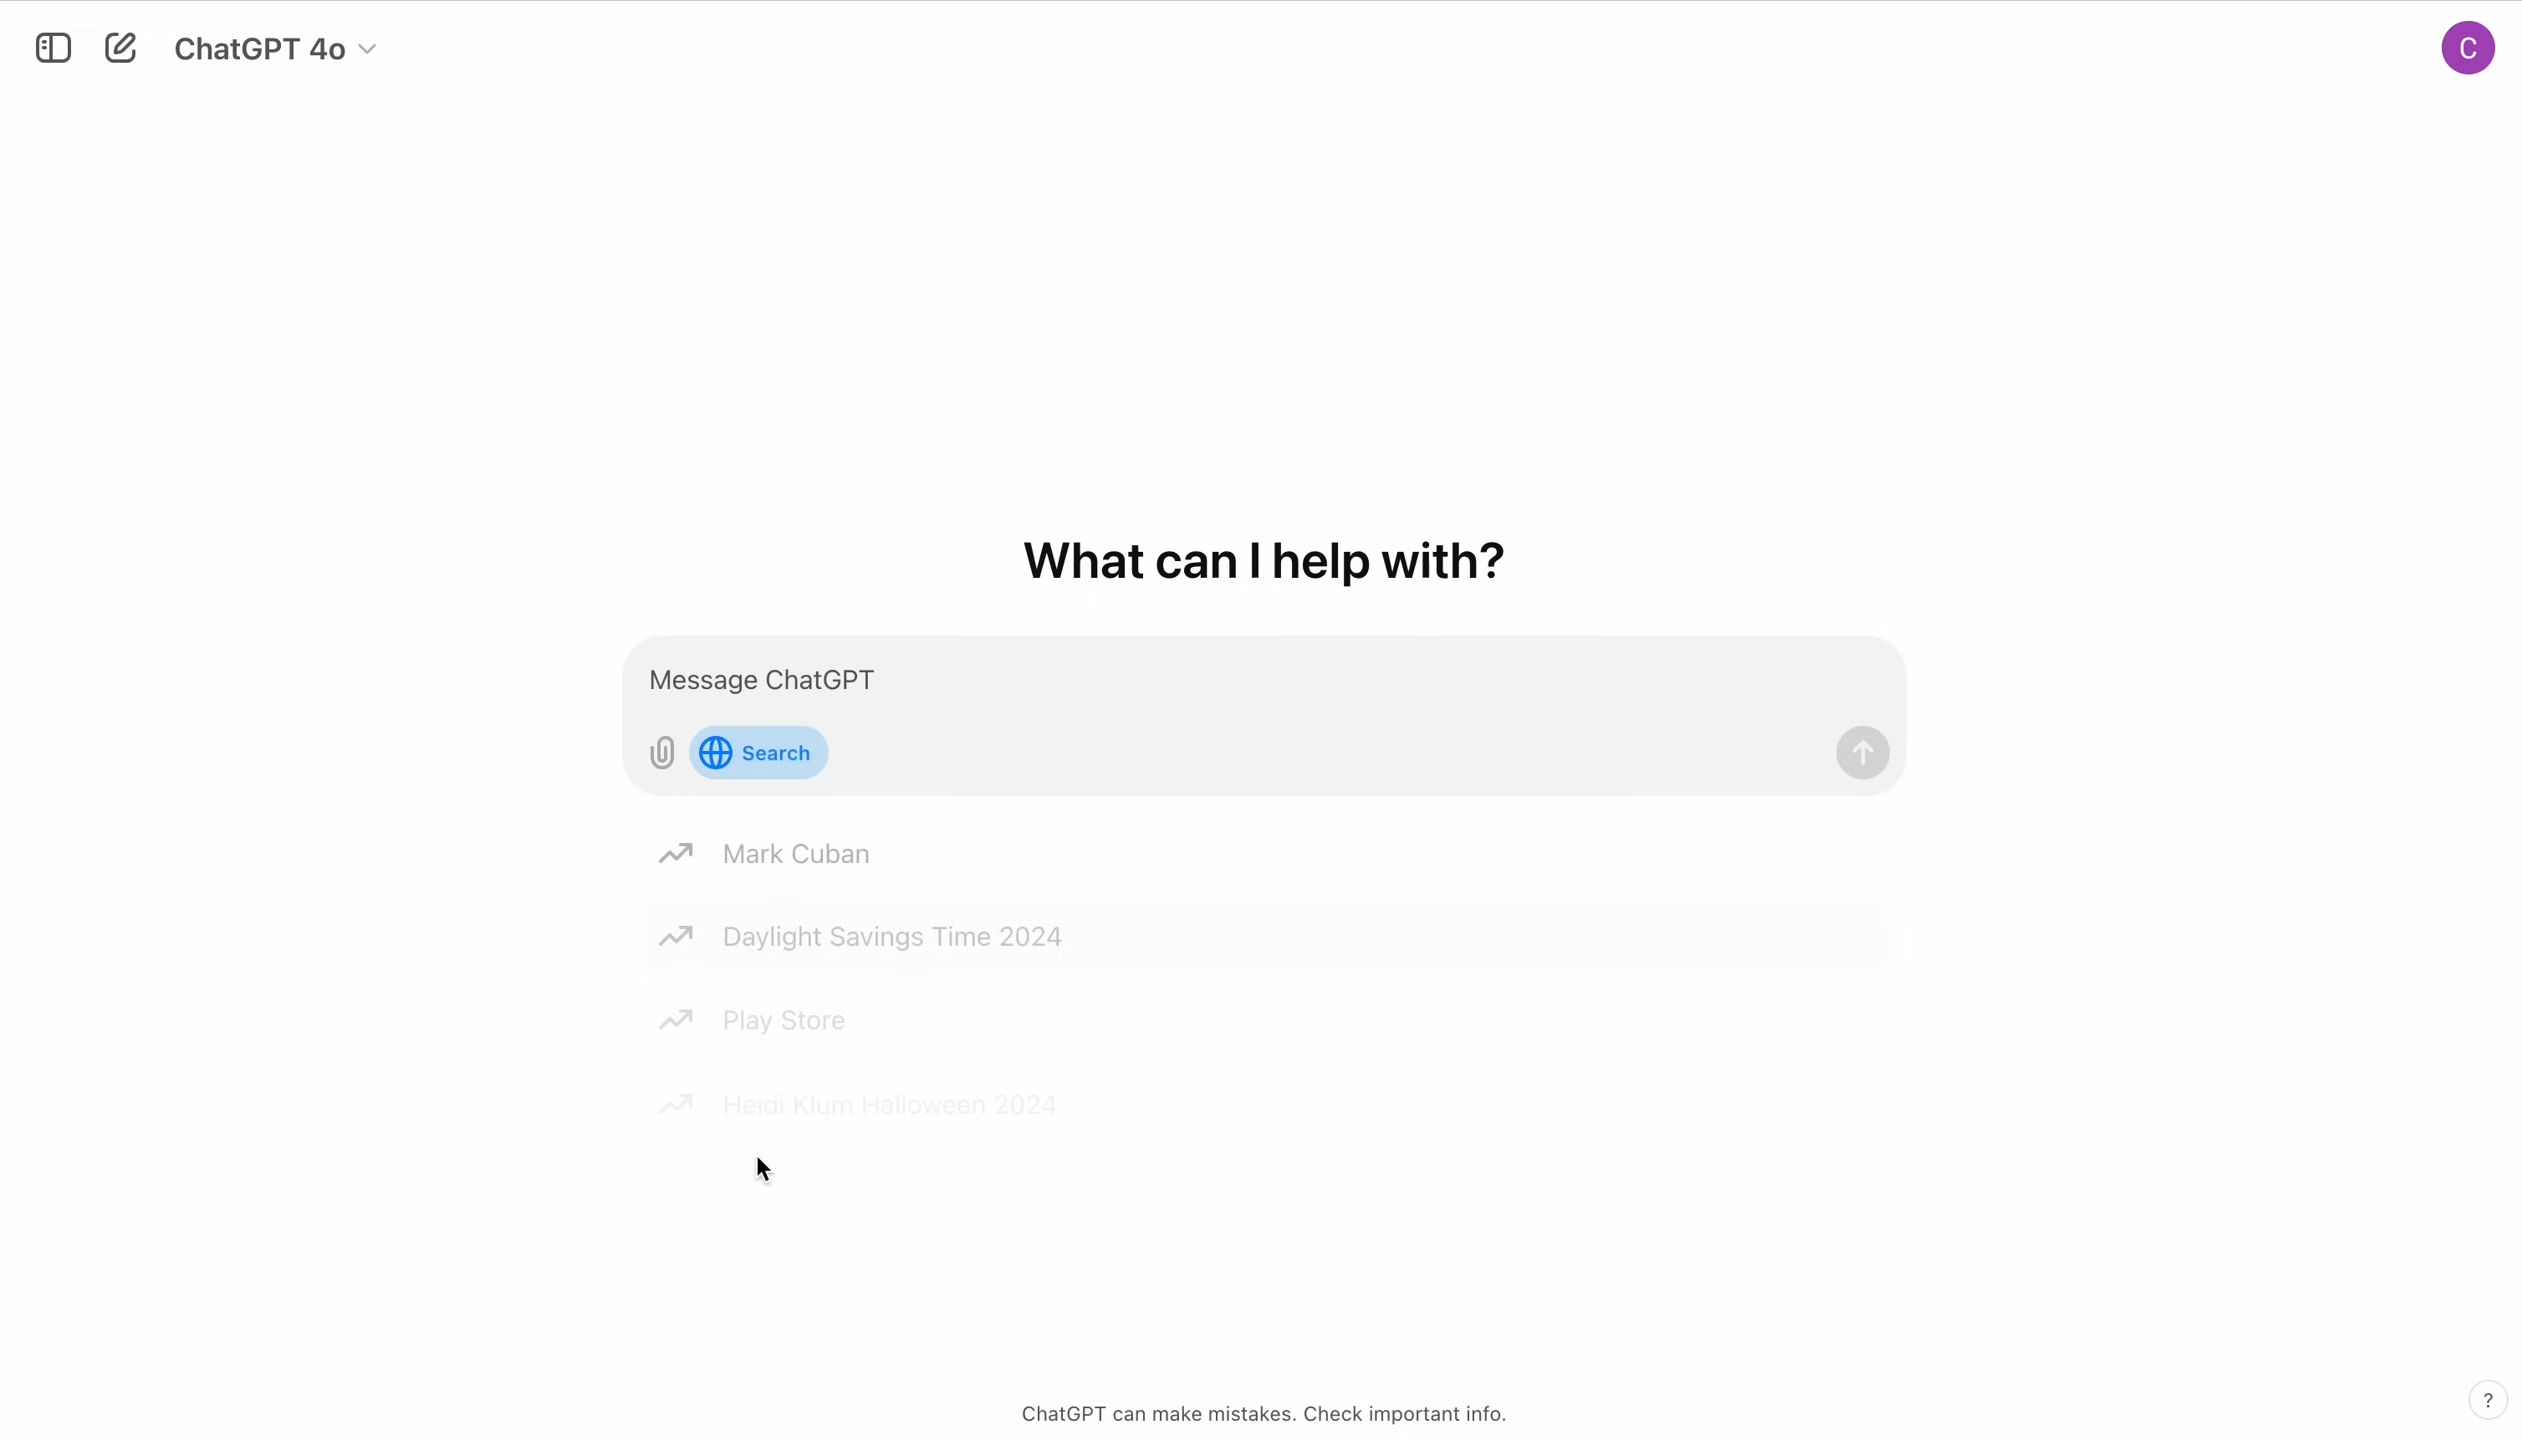 ChatGPT 4o
C
What can I help with?
Message ChatGPT
Search
Mark Cuban
Daylight Savings Time 2024
Play Store
Heidi Klum Halloween 2024
ChatGPT can make mistakes. Check important info.
?